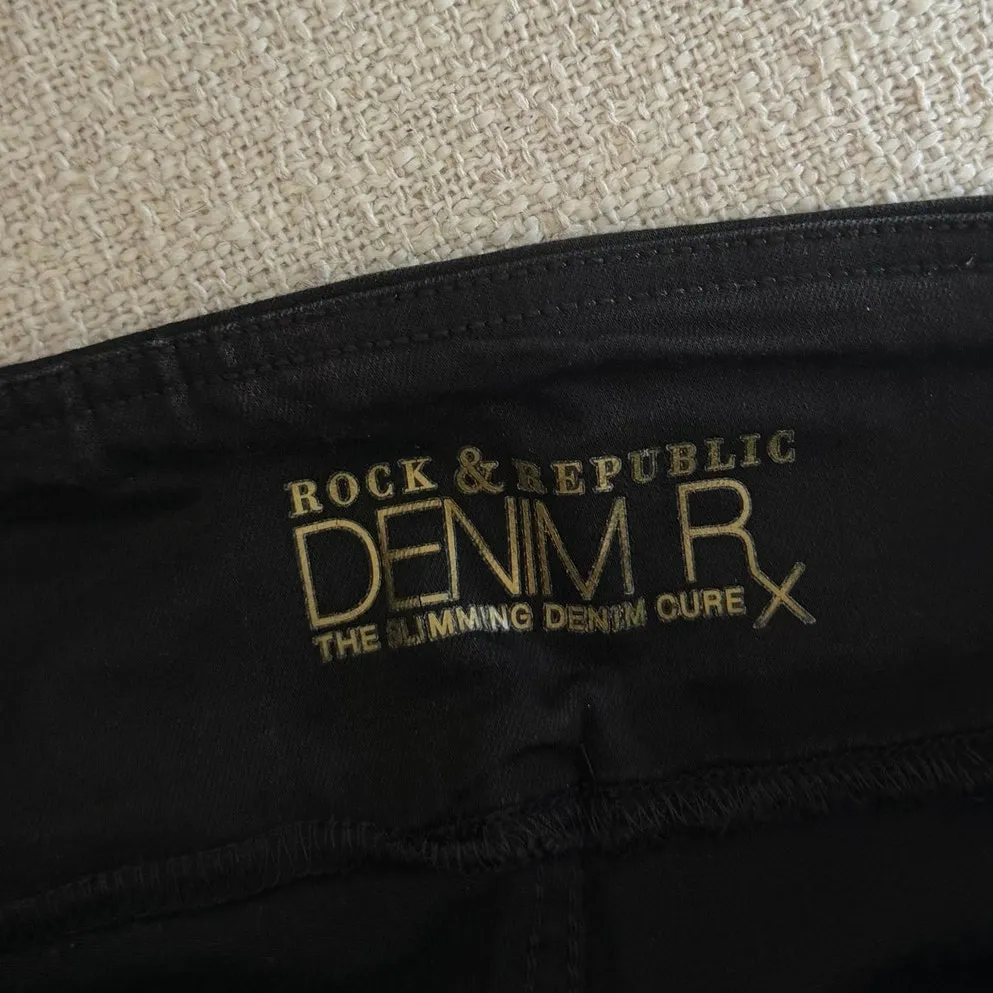 ROCK & REPUBLIC
DENIM Rx
THE SLIMMING DENIM CURE